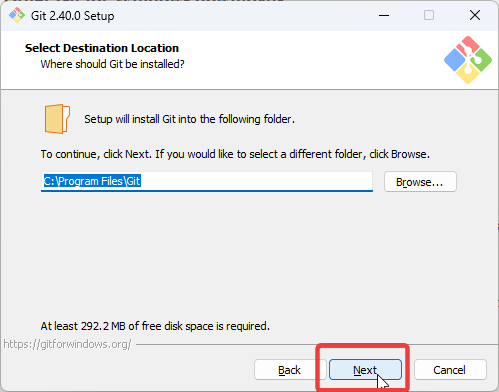 Git 2.40.0 Setup
Select Destination Location
Where should Git be installed?
Setup will install Git into the following folder.
To continue, click Next. If you would like to select a different folder, click Browse.
C:\Program Files\Git
Browse...
At least 292.2 MB of free disk space is required.
https://gitforwindows.org/
Back
Next
Cancel